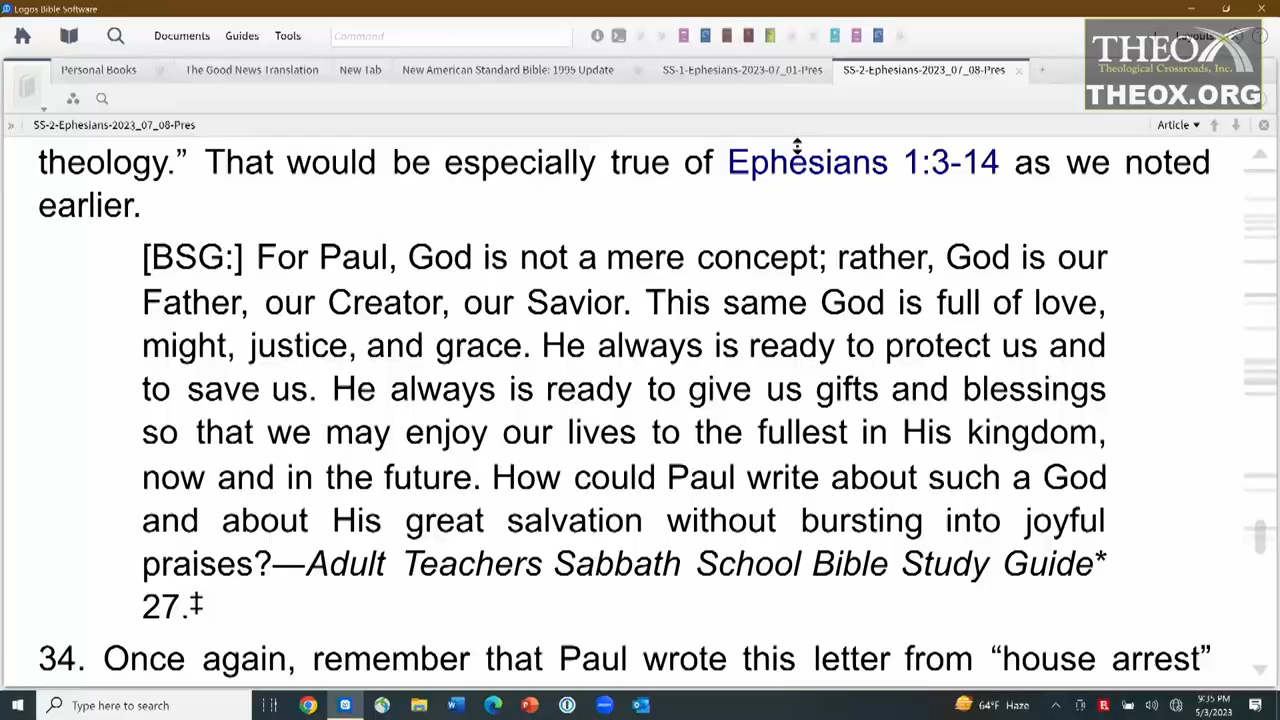 Logos Bible Software
Documents Guides Tools Command Layouts
THEOX
Theological Crossroads, Inc.
THEOX.ORG
Personal Books The Good News Translation New Tab New American Standard Bible: 1995 Update SS-1-Ephesians-2023-07_01-Pres SS-2-Ephesians-2023_07_08-Pres
SS-2-Ephesians-2023_07_08-Pres Article
theology.” That would be especially true of Ephesians 1:3-14 as we noted
earlier.
[BSG:] For Paul, God is not a mere concept; rather, God is our
Father, our Creator, our Savior. This same God is full of love,
might, justice, and grace. He always is ready to protect us and
to save us. He always is ready to give us gifts and blessings
so that we may enjoy our lives to the fullest in His kingdom,
now and in the future. How could Paul write about such a God
and about His great salvation without bursting into joyful
praises?—Adult Teachers Sabbath School Bible Study Guide*
27.‡
34. Once again, remember that Paul wrote this letter from “house arrest”
Type here to search 64°F Haze 9:35 PM
5/3/2023